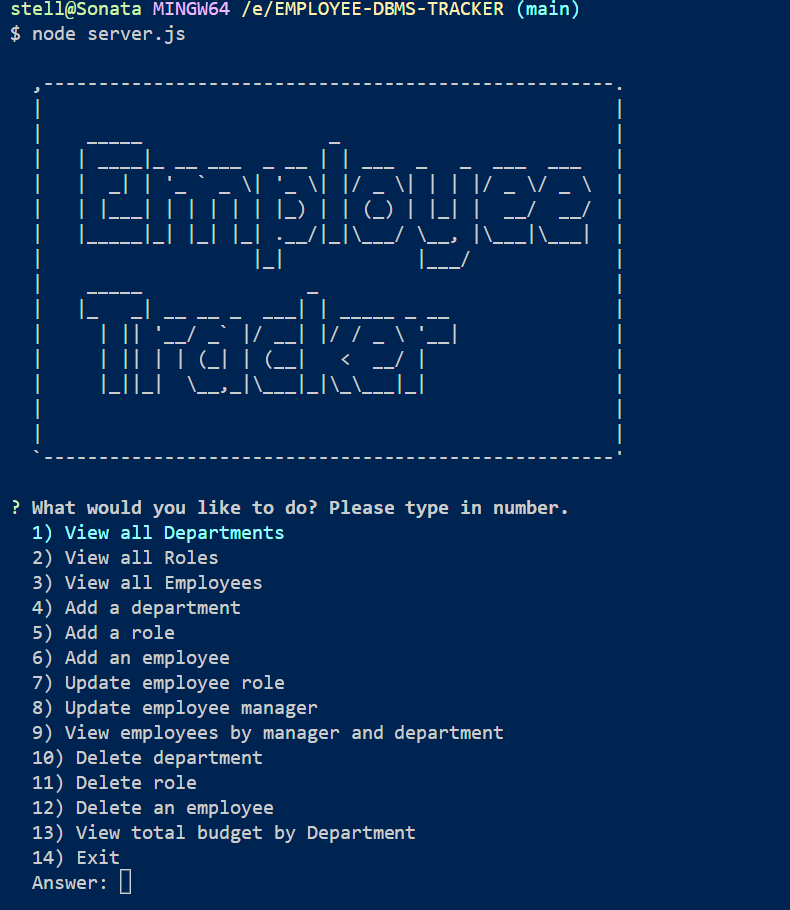 stell@Sonata MINGW64 /e/EMPLOYEE-DBMS-TRACKER (main)
$ node server.js
Employee
Tracker
? What would you like to do? Please type in number.
1) View all Departments
2) View all Roles
3) View all Employees
4) Add a department
5) Add a role
6) Add an employee
7) Update employee role
8) Update employee manager
9) View employees by manager and department
10) Delete department
11) Delete role
12) Delete an employee
13) View total budget by Department
14) Exit
Answer: